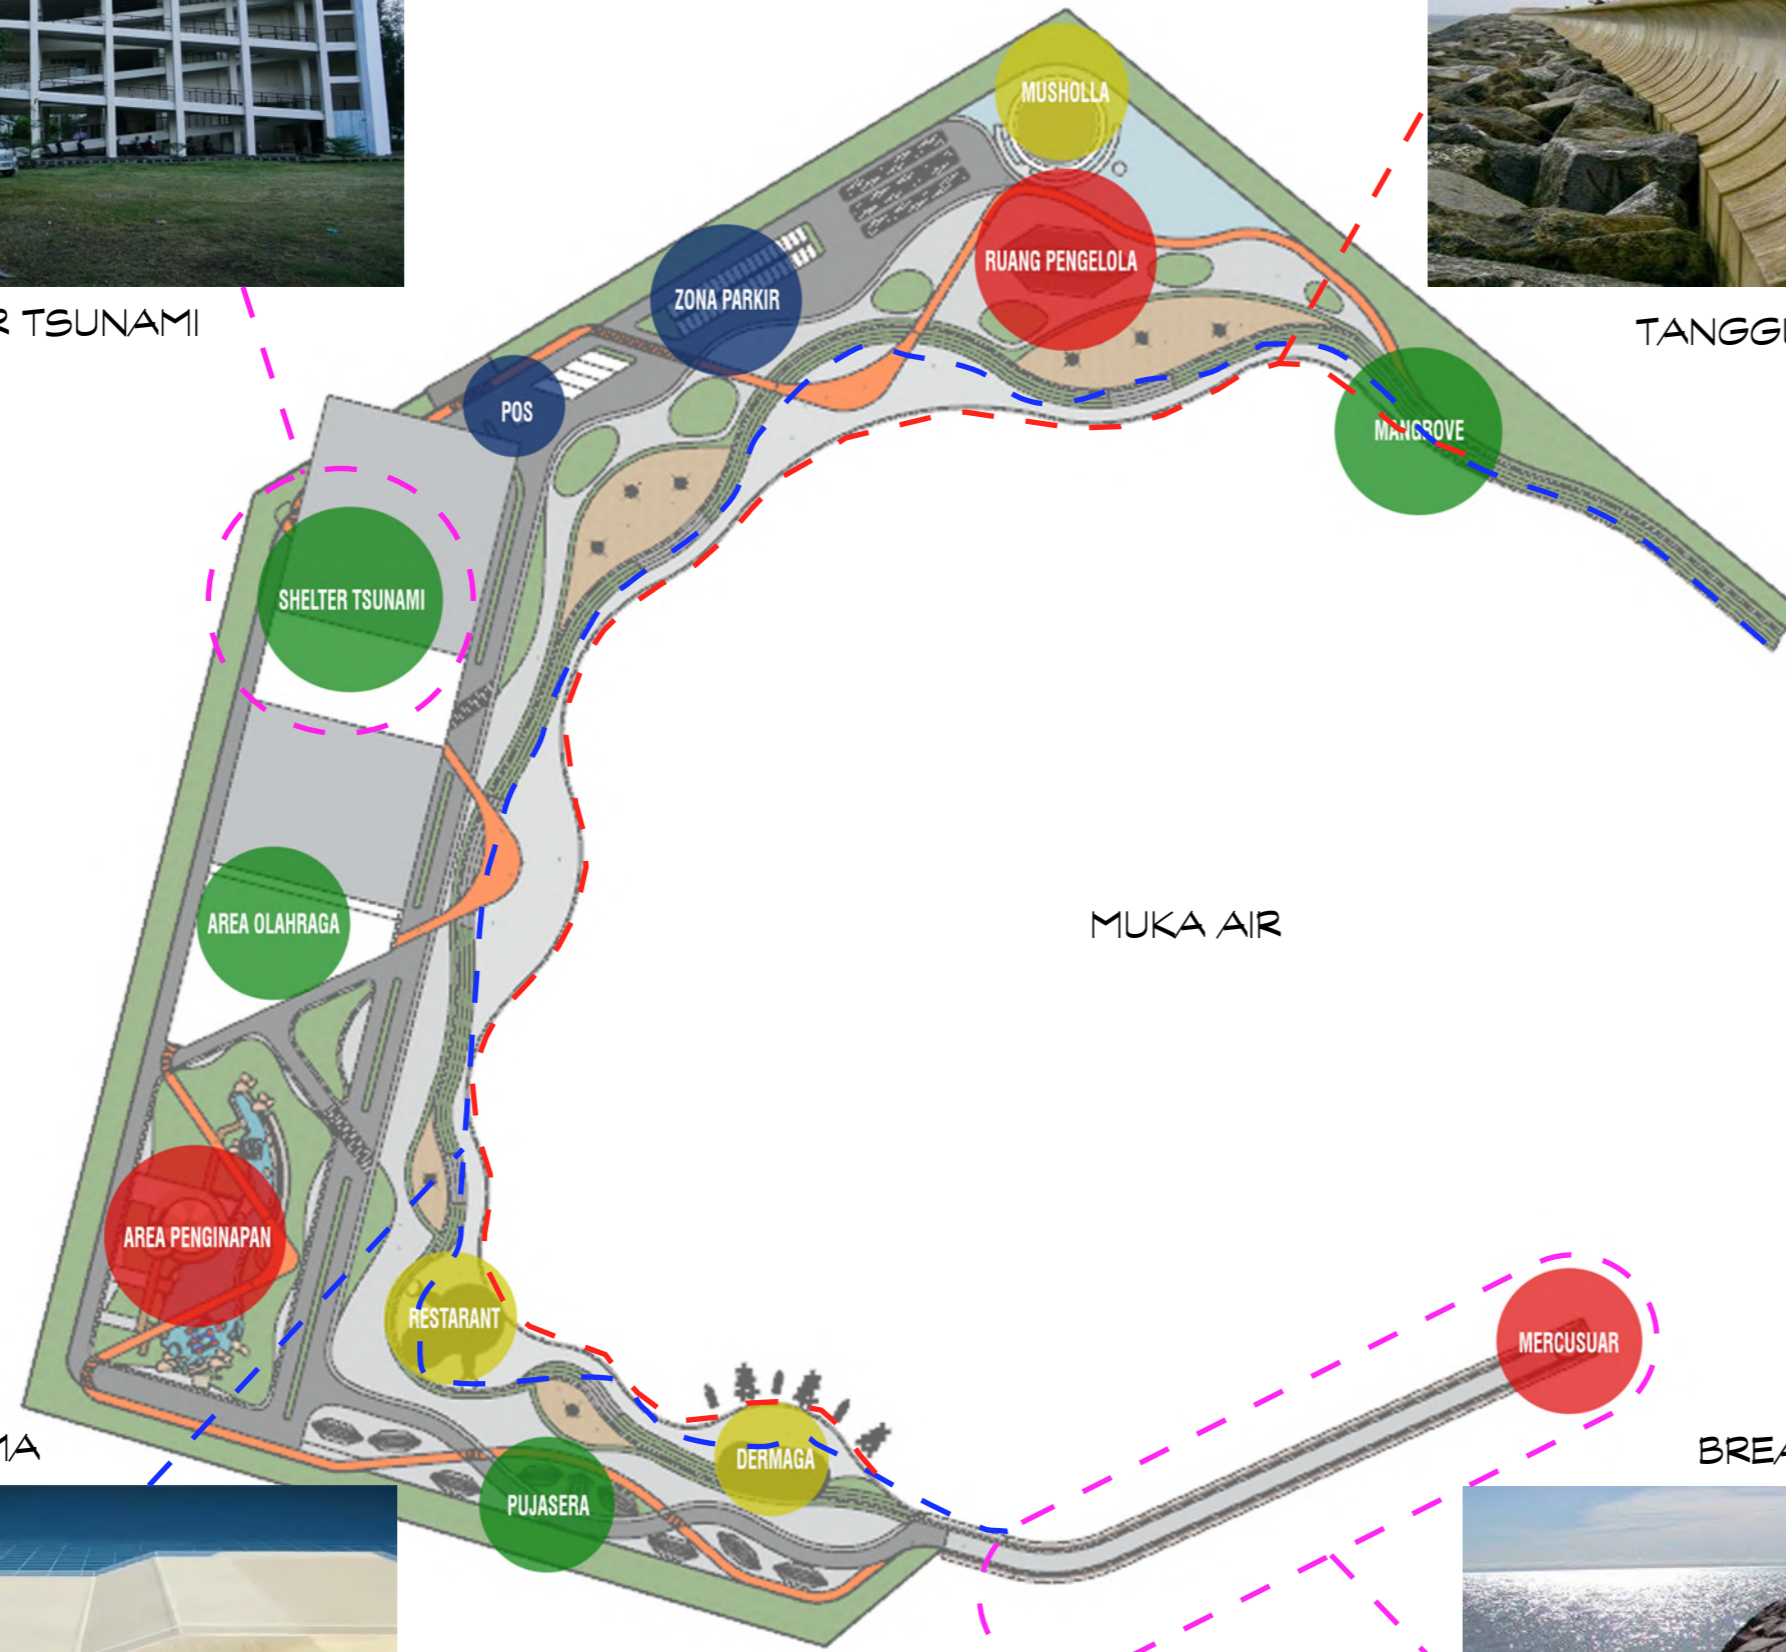 MUSHOLLA
RUANG PENGELOLA
R TSUNAMI
ZONA PARKIR
TANGGU
POS
MANGROVE
SHELTER TSUNAMI
AREA OLAHRAGA
MUKA AIR
AREA PENGINAPAN
RESTARANT
MERCUSUAR
MA
BREA
DERMAGA
PUJASERA